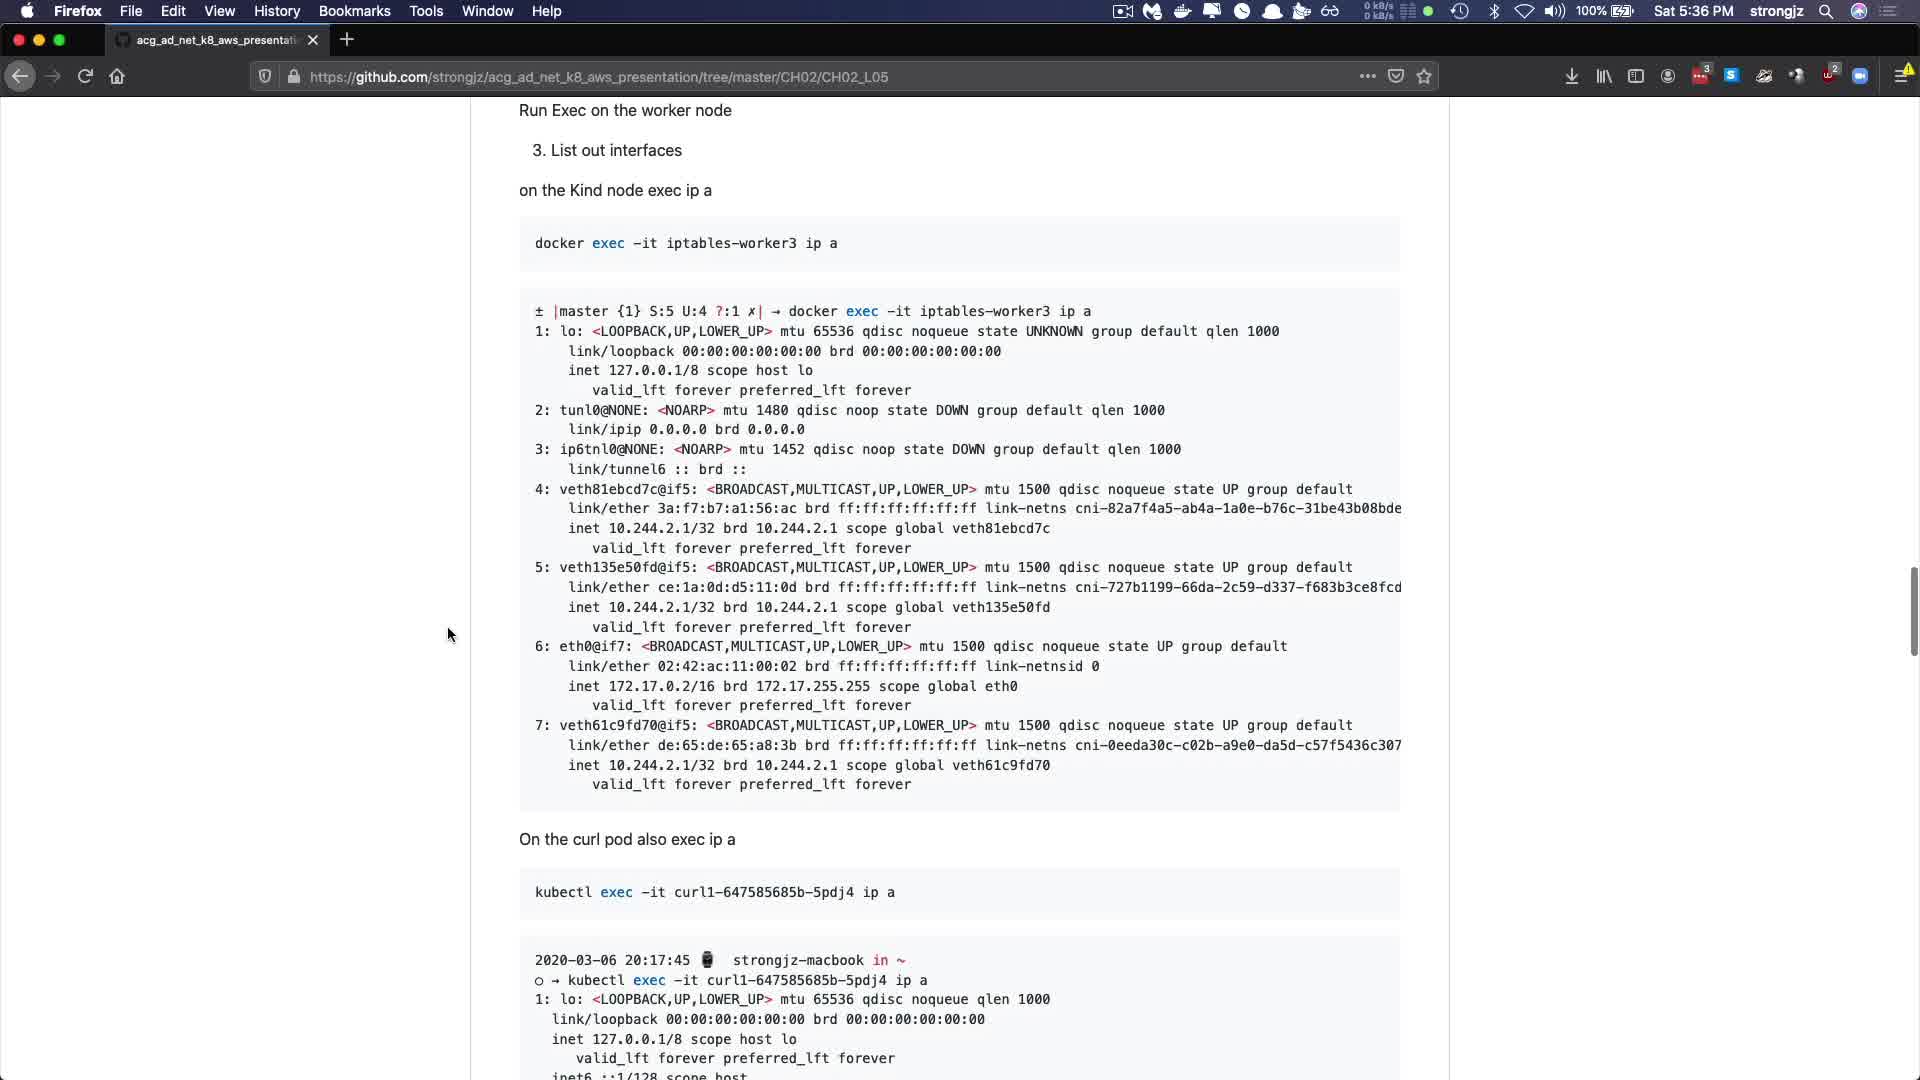 Firefox File Edit View History Bookmarks Tools Window Help 0 kB/s 0 kB/s 100% Sat 5:36 PM strongjz
acg_ad_net_k8_aws_presentati
https://github.com/strongjz/acg_ad_net_k8_aws_presentation/tree/master/CH02/CH02_L05 3 S 2
Run Exec on the worker node
3. List out interfaces
on the Kind node exec ip a
docker exec -it iptables-worker3 ip a
± |master {1} S:5 U:4 ?:1 ✗| → docker exec -it iptables-worker3 ip a
1: lo: <LOOPBACK,UP,LOWER_UP> mtu 65536 qdisc noqueue state UNKNOWN group default qlen 1000
link/loopback 00:00:00:00:00:00 brd 00:00:00:00:00:00
inet 127.0.0.1/8 scope host lo
valid_lft forever preferred_lft forever
2: tunl0@NONE: <NOARP> mtu 1480 qdisc noop state DOWN group default qlen 1000
link/ipip 0.0.0.0 brd 0.0.0.0
3: ip6tnl0@NONE: <NOARP> mtu 1452 qdisc noop state DOWN group default qlen 1000
link/tunnel6 :: brd ::
4: veth81ebcd7c@if5: <BROADCAST,MULTICAST,UP,LOWER_UP> mtu 1500 qdisc noqueue state UP group default
link/ether 3a:f7:b7:a1:56:ac brd ff:ff:ff:ff:ff:ff link-netns cni-82a7f4a5-ab4a-1a0e-b76c-31be43b08bde
inet 10.244.2.1/32 brd 10.244.2.1 scope global veth81ebcd7c
valid_lft forever preferred_lft forever
5: veth135e50fd@if5: <BROADCAST,MULTICAST,UP,LOWER_UP> mtu 1500 qdisc noqueue state UP group default
link/ether ce:1a:0d:d5:11:0d brd ff:ff:ff:ff:ff:ff link-netns cni-727b1199-66da-2c59-d337-f683b3ce8fcd
inet 10.244.2.1/32 brd 10.244.2.1 scope global veth135e50fd
valid_lft forever preferred_lft forever
6: eth0@if7: <BROADCAST,MULTICAST,UP,LOWER_UP> mtu 1500 qdisc noqueue state UP group default
link/ether 02:42:ac:11:00:02 brd ff:ff:ff:ff:ff:ff link-netnsid 0
inet 172.17.0.2/16 brd 172.17.255.255 scope global eth0
valid_lft forever preferred_lft forever
7: veth61c9fd70@if5: <BROADCAST,MULTICAST,UP,LOWER_UP> mtu 1500 qdisc noqueue state UP group default
link/ether de:65:de:65:a8:3b brd ff:ff:ff:ff:ff:ff link-netns cni-0eeda30c-c02b-a9e0-da5d-c57f5436c307
inet 10.244.2.1/32 brd 10.244.2.1 scope global veth61c9fd70
valid_lft forever preferred_lft forever
On the curl pod also exec ip a
kubectl exec -it curl1-647585685b-5pdj4 ip a
2020-03-06 20:17:45 ⌚ strongjz-macbook in ~
○ → kubectl exec -it curl1-647585685b-5pdj4 ip a
1: lo: <LOOPBACK,UP,LOWER_UP> mtu 65536 qdisc noqueue qlen 1000
link/loopback 00:00:00:00:00:00 brd 00:00:00:00:00:00
inet 127.0.0.1/8 scope host lo
valid_lft forever preferred_lft forever
inet6 ::1/128 scope host